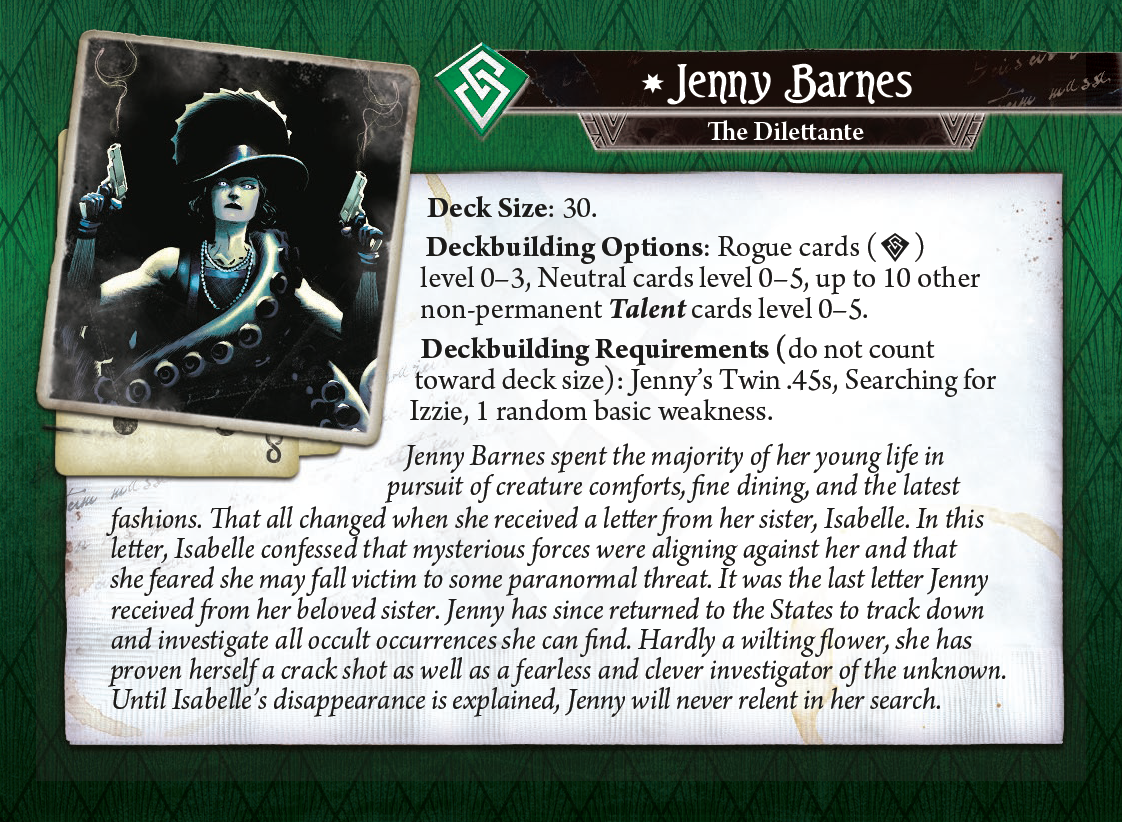 Jenny Barnes
The Dilettante
Deck Size: 30.
Deckbuilding Options: Rogue cards ( )
level 0–3, Neutral cards level 0–5, up to 10 other
non-permanent Talent cards level 0–5.
Deckbuilding Requirements (do not count
toward deck size): Jenny’s Twin .45s, Searching for
Izzie, 1 random basic weakness.
Jenny Barnes spent the majority of her young life in
pursuit of creature comforts, fine dining, and the latest
fashions. That all changed when she received a letter from her sister, Isabelle. In this
letter, Isabelle confessed that mysterious forces were aligning against her and that
she feared she may fall victim to some paranormal threat. It was the last letter Jenny
received from her beloved sister. Jenny has since returned to the States to track down
and investigate all occult occurrences she can find. Hardly a wilting flower, she has
proven herself a crack shot as well as a fearless and clever investigator of the unknown.
Until Isabelle’s disappearance is explained, Jenny will never relent in her search.
8